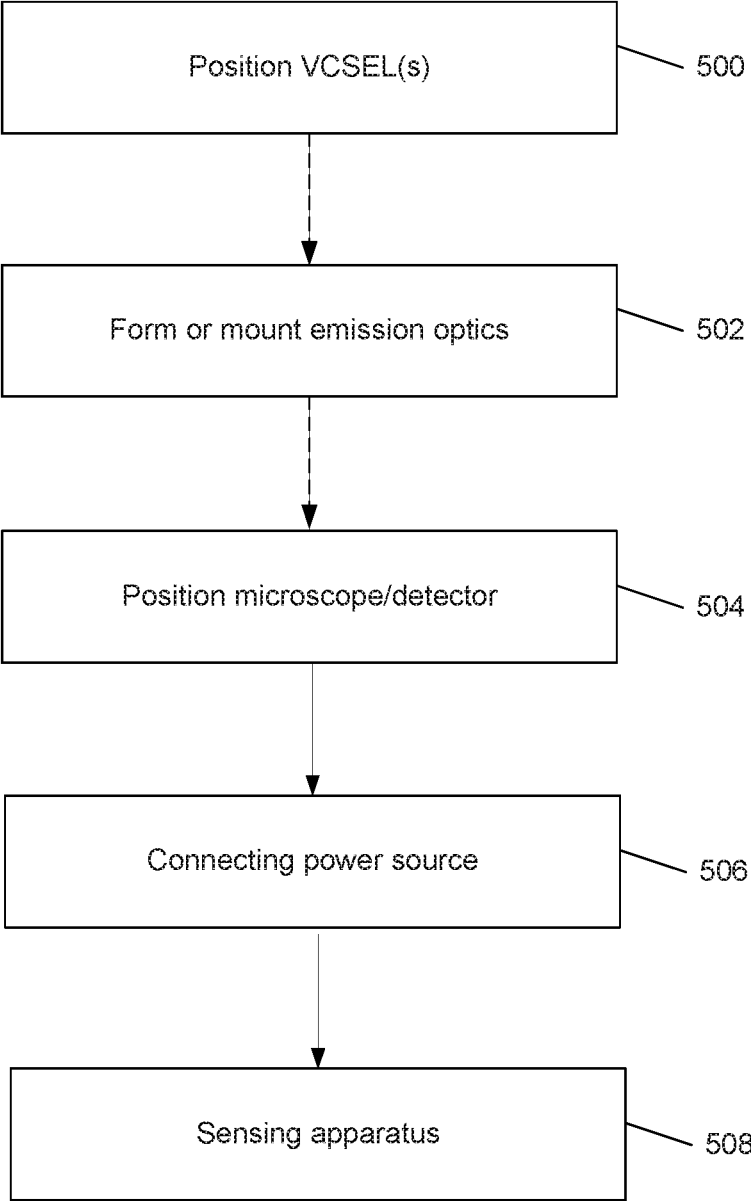 Position VCSEL(s)
500
Form or mount emission optics
502
Position microscope/detector
504
Connecting power source
506
Sensing apparatus
508